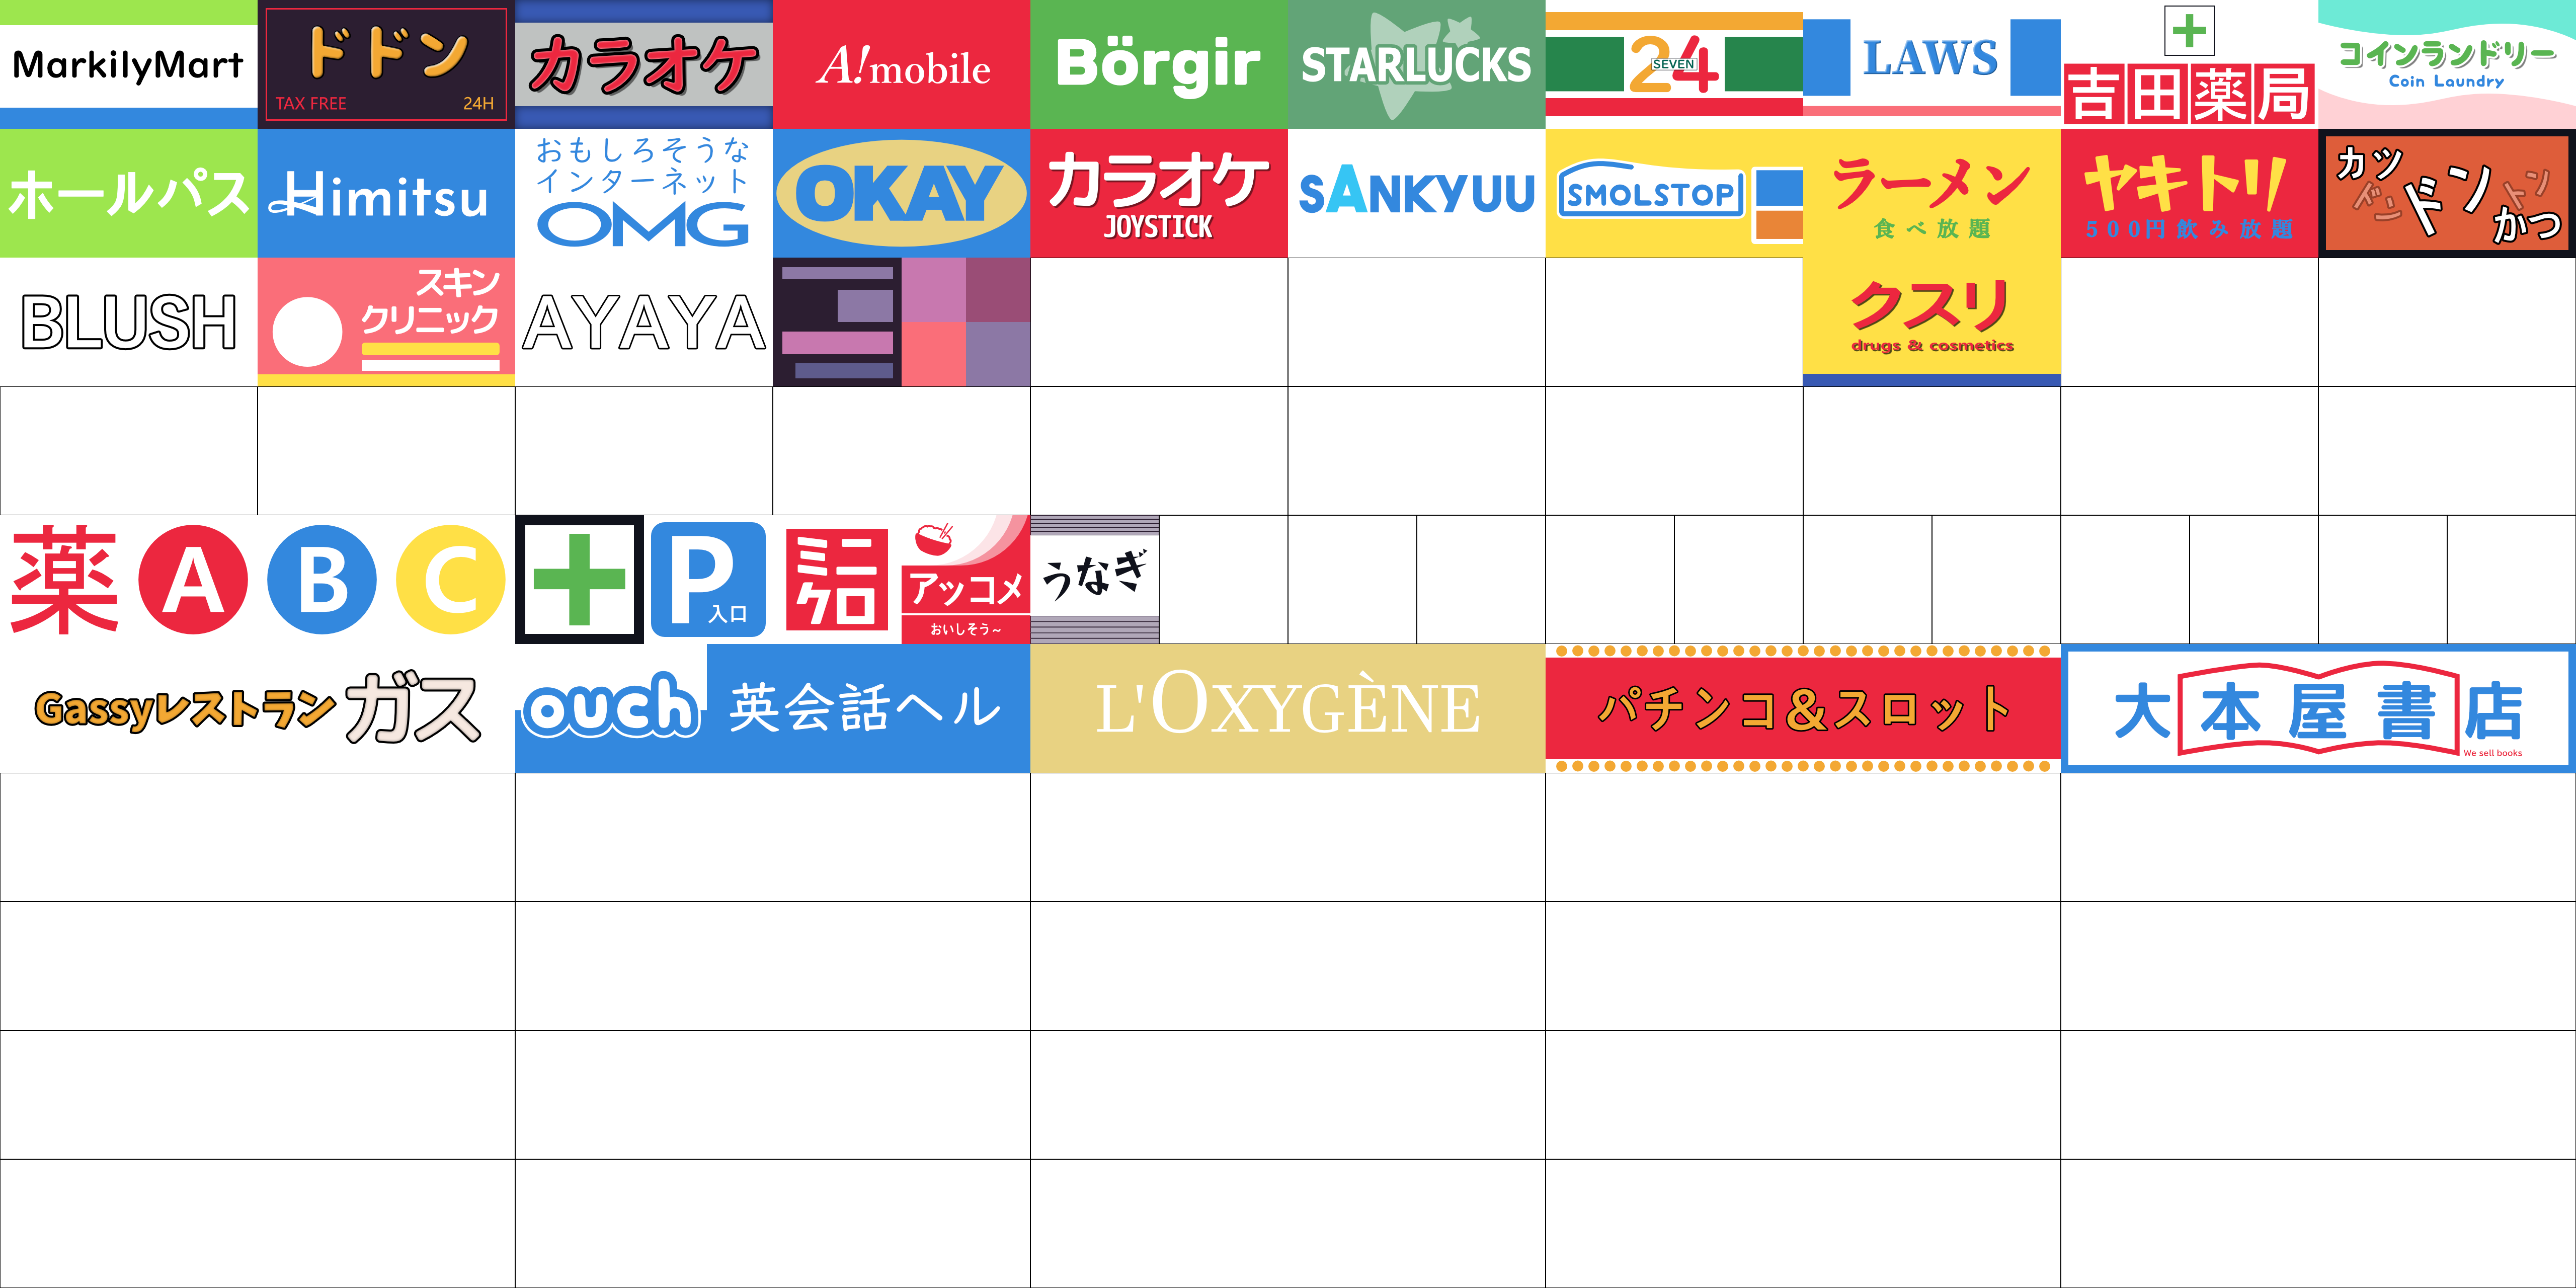 MarkilyMart
ドドン
TAX FREE
24H
カラオケ
A!mobile
Börgir
STARLUCKS
24
SEVEN
LAWS
吉田薬局
コインランドリー
Coin Laundry
ホールパス
Himitsu
おもしろそうな
インターネット
OMG
OKAY
カラオケ
JOYSTICK
SANKYUU
SMOLSTOP
ラーメン
食べ放題
ヤキトリ
500円飲み放題
カッ
ドン
ドン
トン
かつ
BLUSH
スキン
クリニック
AYAYA
クスリ
drugs & cosmetics
薬
A
B
C
P
入口
ミニ
クロ
アッコメ
おいしそう~
うなぎ
Gassyレストランガス
ouch
英会話ヘル
L'OXYGÈNE
パチンコ&スロット
大本屋書店
We sell books